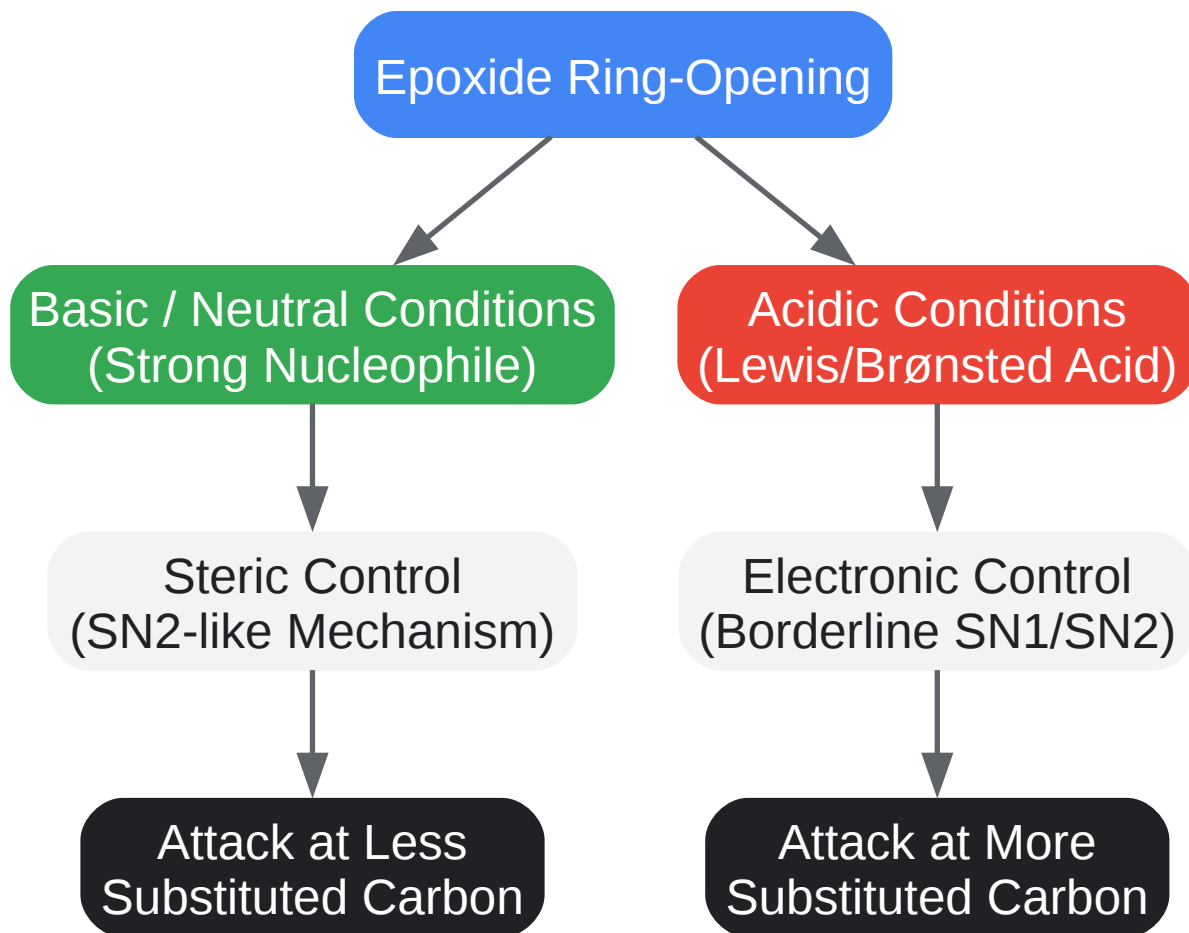 Epoxide Ring-Opening
Basic / Neutral Conditions
(Strong Nucleophile)
Acidic Conditions
(Lewis/Brønsted Acid)
Steric Control
(SN2-like Mechanism)
Electronic Control
(Borderline SN1/SN2)
Attack at Less
Substituted Carbon
Attack at More
Substituted Carbon